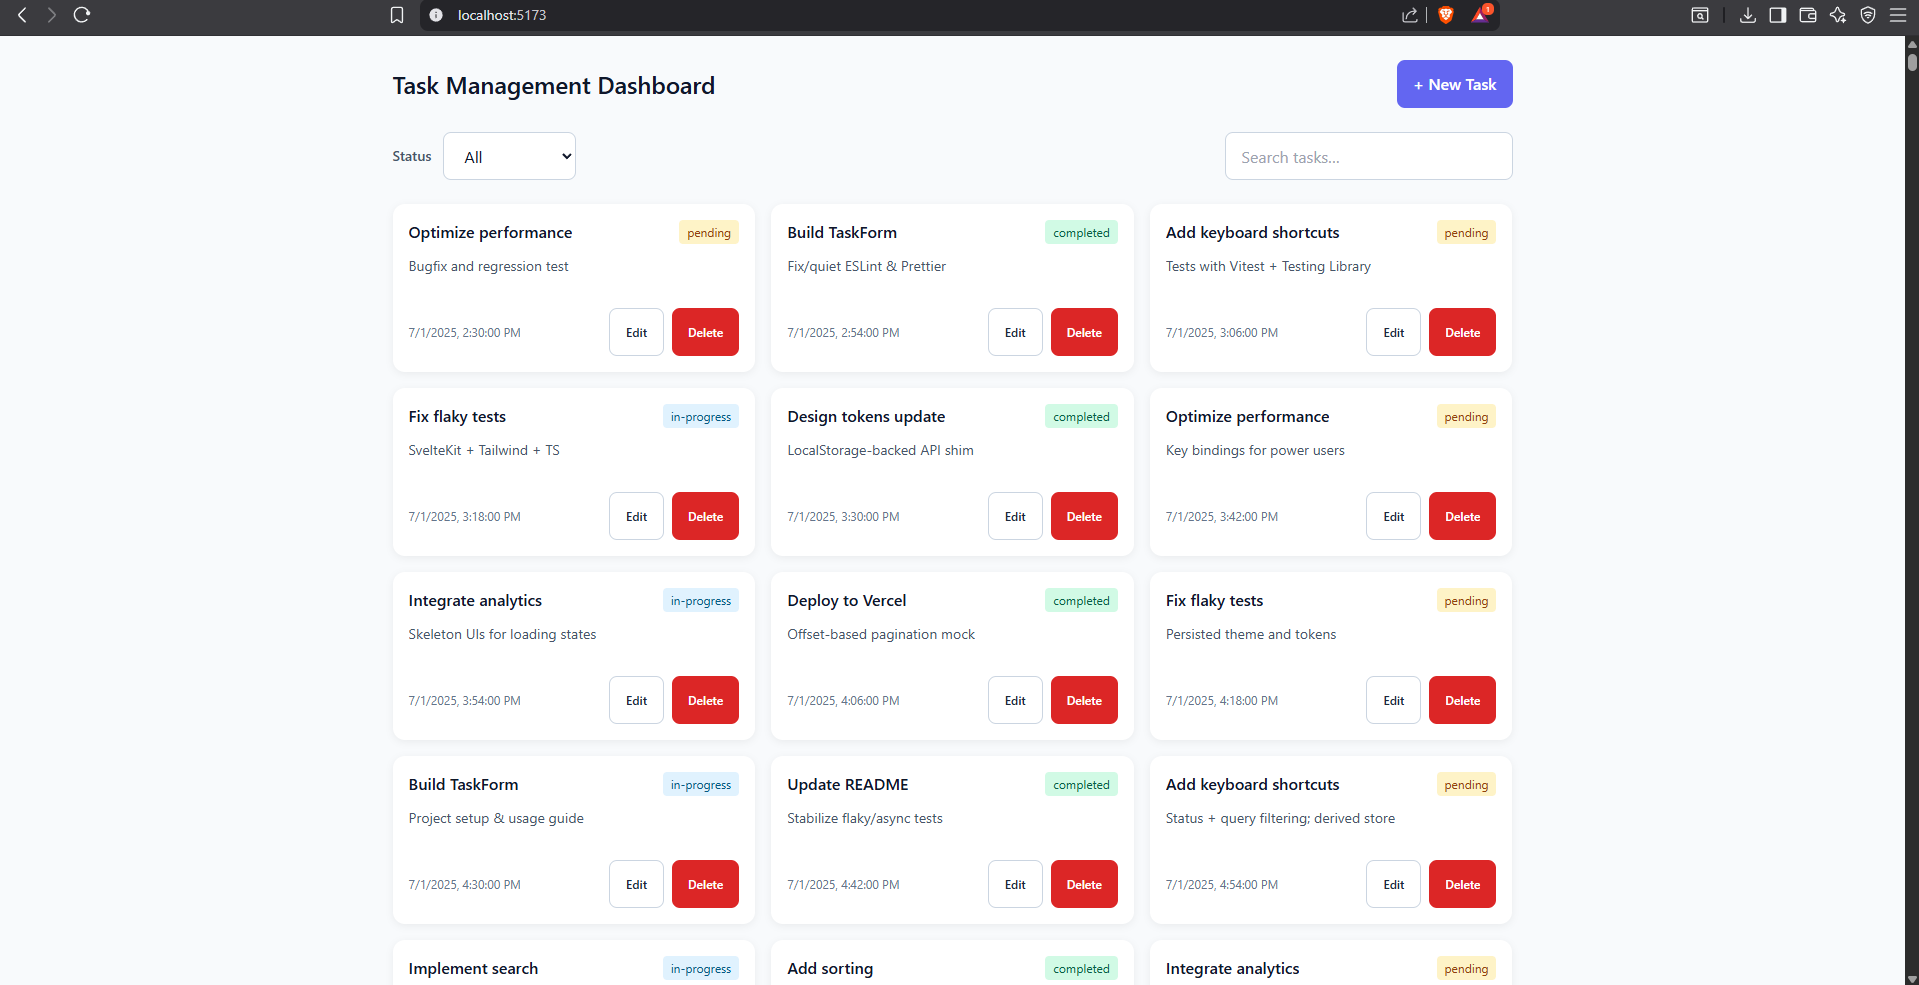 localhost:5173
1
Task Management Dashboard
+ New Task
Status
All
Search tasks...
Optimize performance
pending
Bugfix and regression test
7/1/2025, 2:30:00 PM
Edit
Delete
Build TaskForm
completed
Fix/quiet ESLint & Prettier
7/1/2025, 2:54:00 PM
Edit
Delete
Add keyboard shortcuts
pending
Tests with Vitest + Testing Library
7/1/2025, 3:06:00 PM
Edit
Delete
Fix flaky tests
in-progress
SvelteKit + Tailwind + TS
7/1/2025, 3:18:00 PM
Edit
Delete
Design tokens update
completed
LocalStorage-backed API shim
7/1/2025, 3:30:00 PM
Edit
Delete
Optimize performance
pending
Key bindings for power users
7/1/2025, 3:42:00 PM
Edit
Delete
Integrate analytics
in-progress
Skeleton UIs for loading states
7/1/2025, 3:54:00 PM
Edit
Delete
Deploy to Vercel
completed
Offset-based pagination mock
7/1/2025, 4:06:00 PM
Edit
Delete
Fix flaky tests
pending
Persisted theme and tokens
7/1/2025, 4:18:00 PM
Edit
Delete
Build TaskForm
in-progress
Project setup & usage guide
7/1/2025, 4:30:00 PM
Edit
Delete
Update README
completed
Stabilize flaky/async tests
7/1/2025, 4:42:00 PM
Edit
Delete
Add keyboard shortcuts
pending
Status + query filtering; derived store
7/1/2025, 4:54:00 PM
Edit
Delete
Implement search
in-progress
Add sorting
completed
Integrate analytics
pending